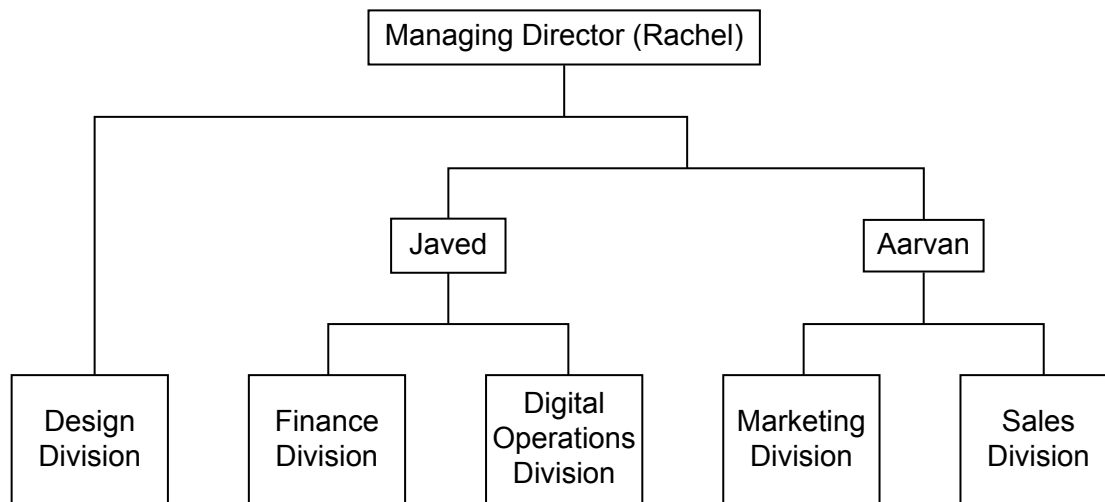 Managing Director (Rachel)
Javed
Aarvan
Design
Division
Finance
Division
Digital
Operations
Division
Marketing
Division
Sales
Division